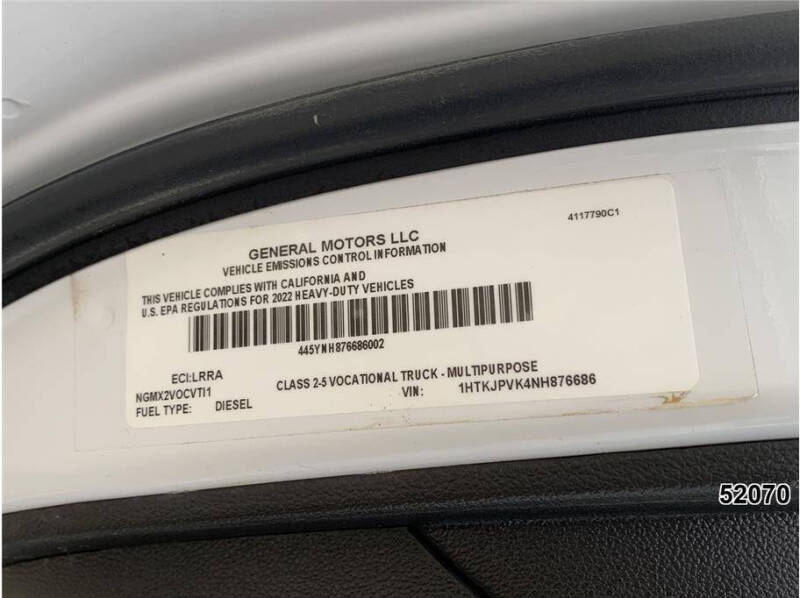 4117790C1
GENERAL MOTORS LLC
VEHICLE EMISSIONS CONTROL INFORMATION
THIS VEHICLE COMPLIES WITH CALIFORNIA AND
U.S. EPA REGULATIONS FOR 2022 HEAVY-DUTY VEHICLES
445YNH876686002
ECI:LRRA
CLASS 2-5 VOCATIONAL TRUCK - MULTIPURPOSE
NGMX2VOCVTI1
VIN: 1HTKJPVK4NH876686
FUEL TYPE: DIESEL
52070